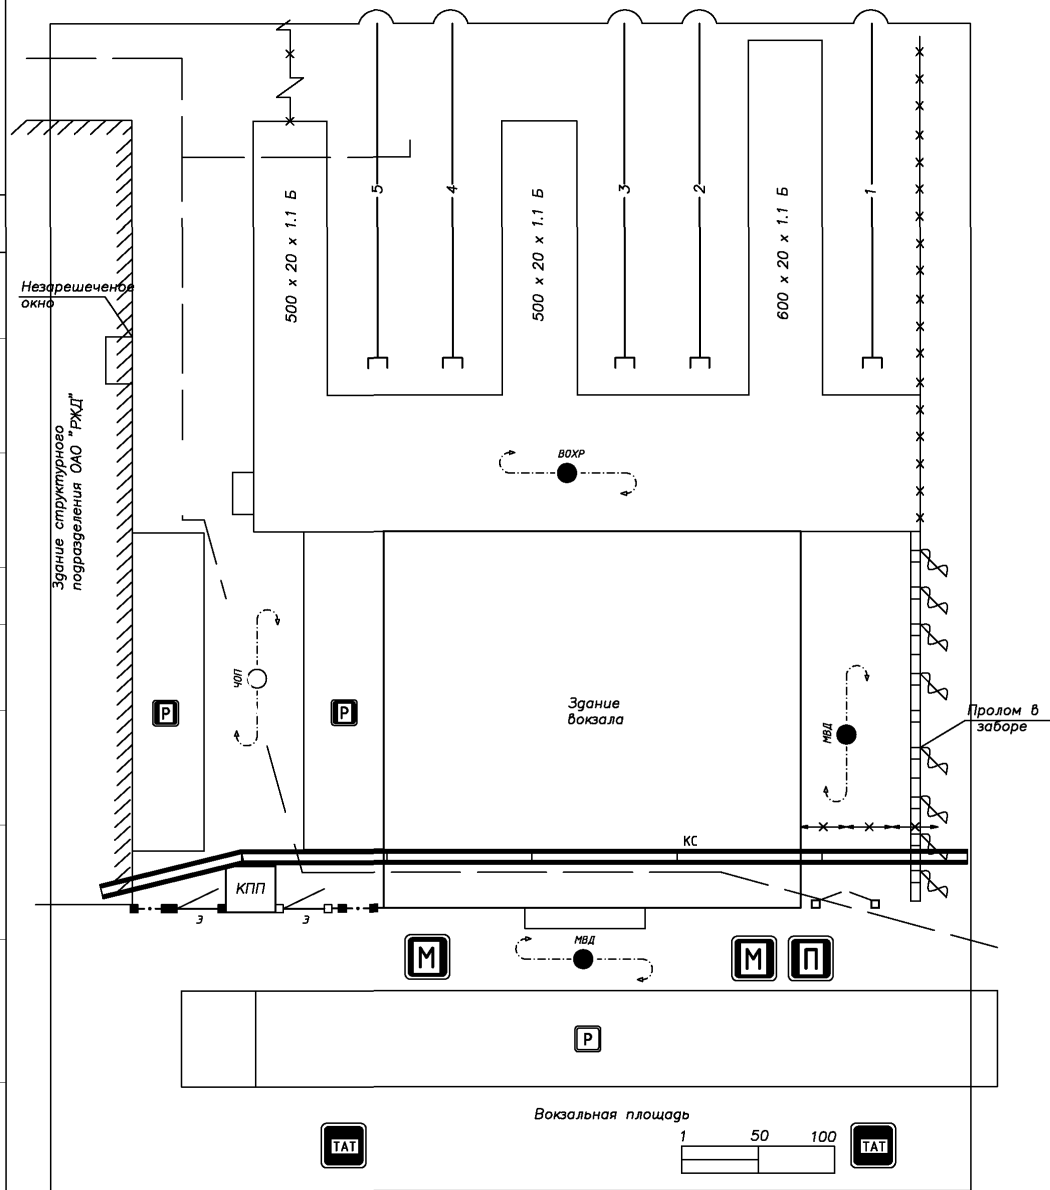 5
4
3
2
1
500 x 20 x 1.1 Б
500 x 20 x 1.1 Б
600 x 20 x 1.1 Б
Незарешеченое
окно
Здание структурного
подразделения ОАО "РЖД"
ВОХР
ЧОП
P
P
Здание
вокзала
МВД
Пролом в
заборе
КС
КПП
З
З
М
МВД
М
П
P
Вокзальная площадь
1 50 100
ТАТ
ТАТ